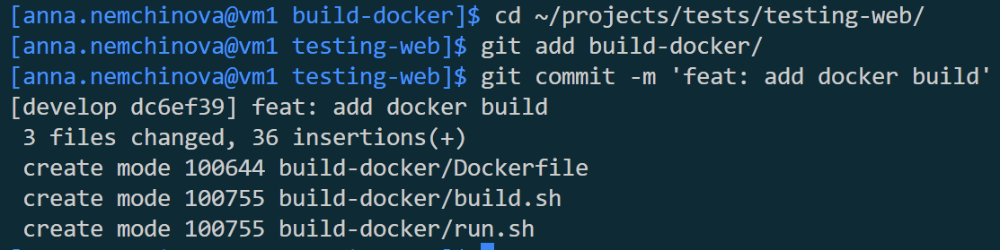 [anna.nemchinova@vm1 build-docker]$ cd ~/projects/tests/testing-web/
[anna.nemchinova@vm1 testing-web]$ git add build-docker/
[anna.nemchinova@vm1 testing-web]$ git commit -m 'feat: add docker build'
[develop dc6ef39] feat: add docker build
 3 files changed, 36 insertions(+)
 create mode 100644 build-docker/Dockerfile
 create mode 100755 build-docker/build.sh
 create mode 100755 build-docker/run.sh